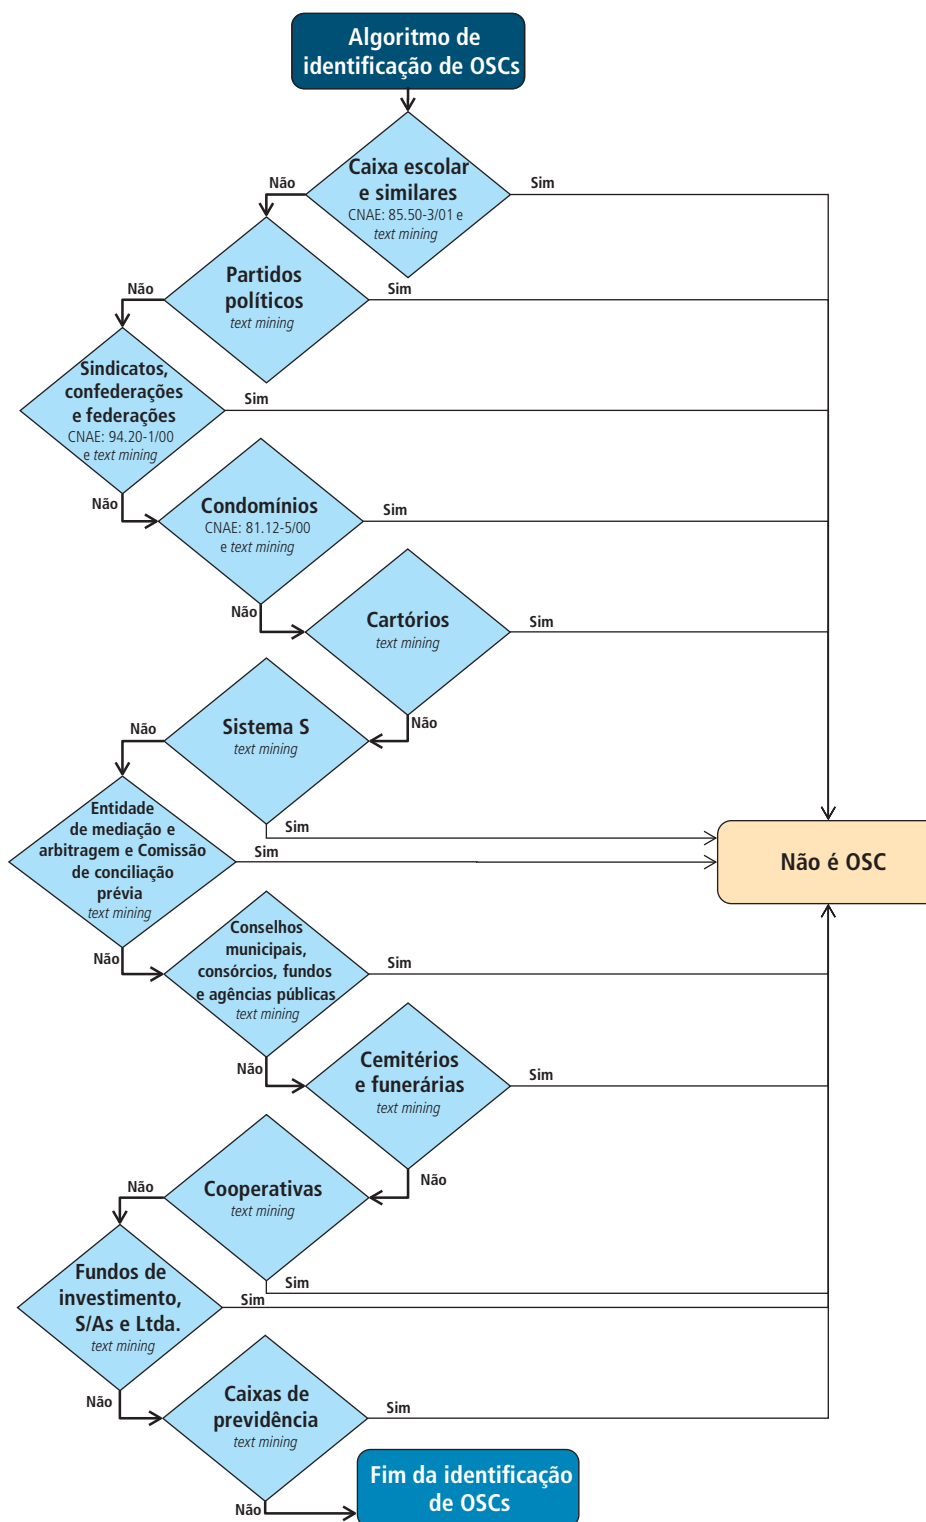 Algoritmo de
identificação de OSCs
Caixa escolar
e similares
CNAE: 85.50-3/01 e
text mining
Não
Sim
Partidos
políticos
text mining
Não
Sim
Sindicatos,
confederações
e federações
CNAE: 94.20-1/00
e text mining
Sim
Não
Condomínios
CNAE: 81.12-5/00
e text mining
Sim
Não
Cartórios
text mining
Sim
Não
Sistema S
text mining
Não
Sim
Entidade
de mediação e
arbitragem e Comissão
de conciliação
prévia
text mining
Sim
Não é OSC
Não
Conselhos
municipais,
consórcios, fundos
e agências públicas
text mining
Sim
Não
Cemitérios
e funerárias
text mining
Sim
Não
Cooperativas
text mining
Não
Sim
Fundos de
investimento,
S/As e Ltda.
text mining
Sim
Não
Caixas de
previdência
text mining
Sim
Não
Fim da identificação
de OSCs